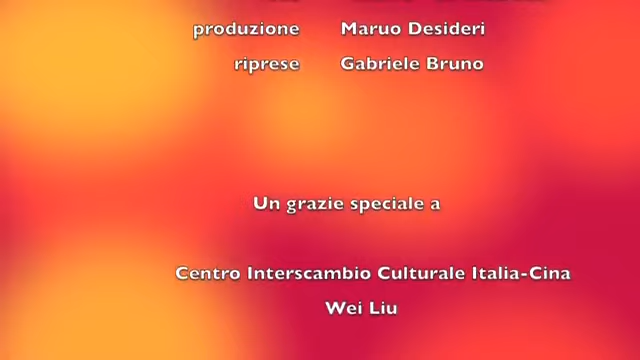 produzione Maruo Desideri
riprese Gabriele Bruno
Un grazie speciale a
Centro Interscambio Culturale Italia-Cina
Wei Liu